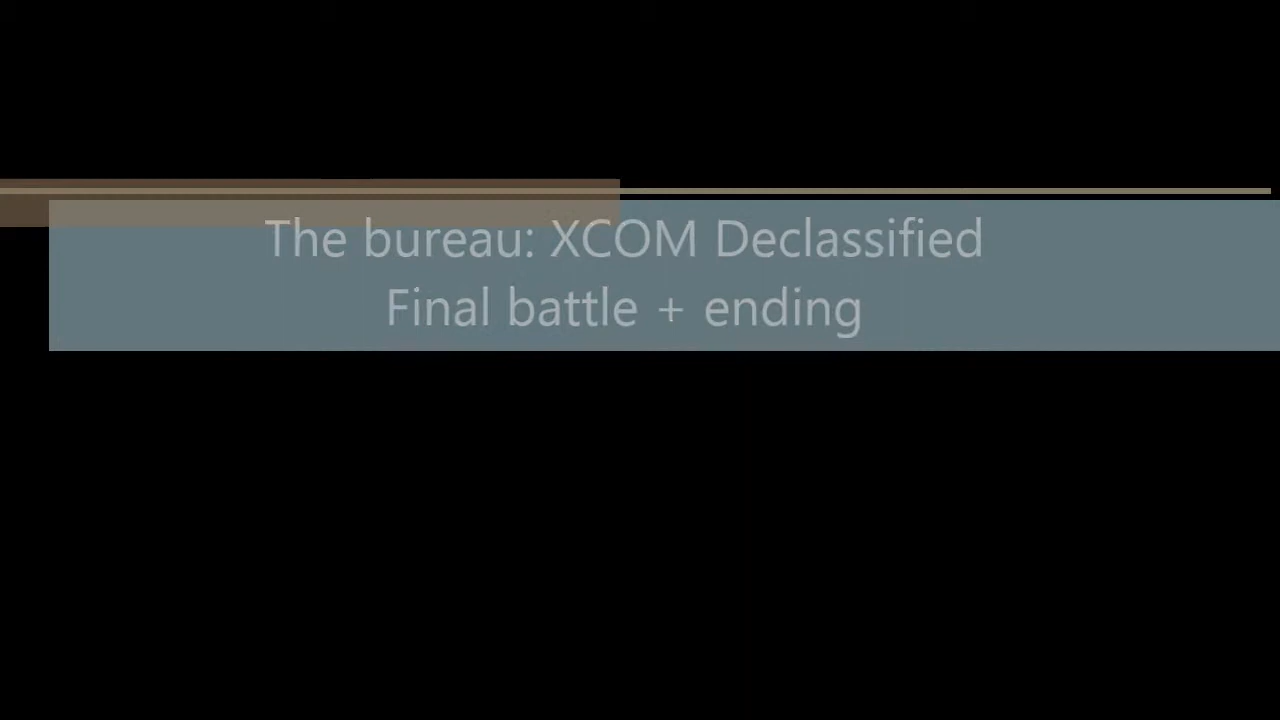 The bureau: XCOM Declassified
Final battle + ending